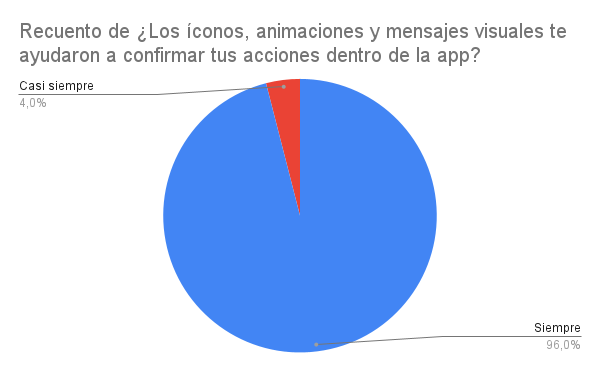 Recuento de ¿Los íconos, animaciones y mensajes visuales te
ayudaron a confirmar tus acciones dentro de la app?
Casi siempre
4,0%
Siempre
96,0%